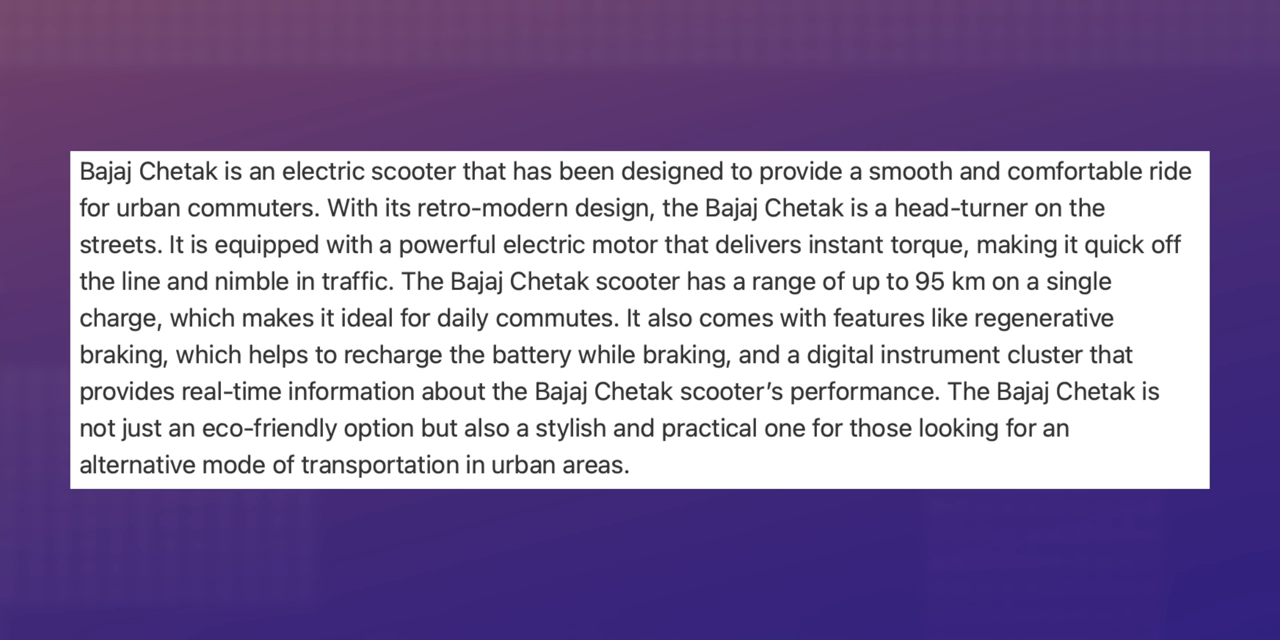 Bajaj Chetak is an electric scooter that has been designed to provide a smooth and comfortable ride
for urban commuters. With its retro-modern design, the Bajaj Chetak is a head-turner on the
streets. It is equipped with a powerful electric motor that delivers instant torque, making it quick off
the line and nimble in traffic. The Bajaj Chetak scooter has a range of up to 95 km on a single
charge, which makes it ideal for daily commutes. It also comes with features like regenerative
braking, which helps to recharge the battery while braking, and a digital instrument cluster that
provides real-time information about the Bajaj Chetak scooter’s performance. The Bajaj Chetak is
not just an eco-friendly option but also a stylish and practical one for those looking for an
alternative mode of transportation in urban areas.